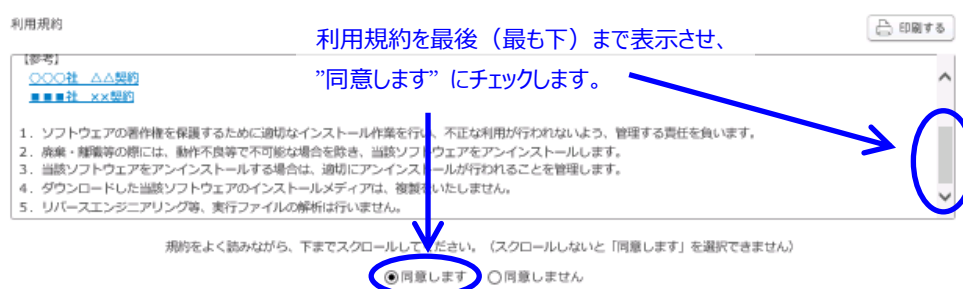 利用規約
印刷する
利用規約を最後（最も下）まで表示させ、
”同意します” にチェックします。
【参考】
○○○社　△△契約
■■■社　××契約
1．ソフトウェアの著作権を保護するために適切なインストール作業を行い、不正な利用が行われないよう、管理する責任を負います。
2．廃棄・離職等の際には、動作不良等で不可能な場合を除き、当該ソフトウェアをアンインストールします。
3．当該ソフトウェアをアンインストールする場合は、適切にアンインストールが行われることを管理します。
4．ダウンロードした当該ソフトウェアのインストールメディアは、複製をいたしません。
5．リバースエンジニアリング等、実行ファイルの解析は行いません。
規約をよく読みながら、下までスクロールしてください。（スクロールしないと「同意します」を選択できません）
同意します　同意しません